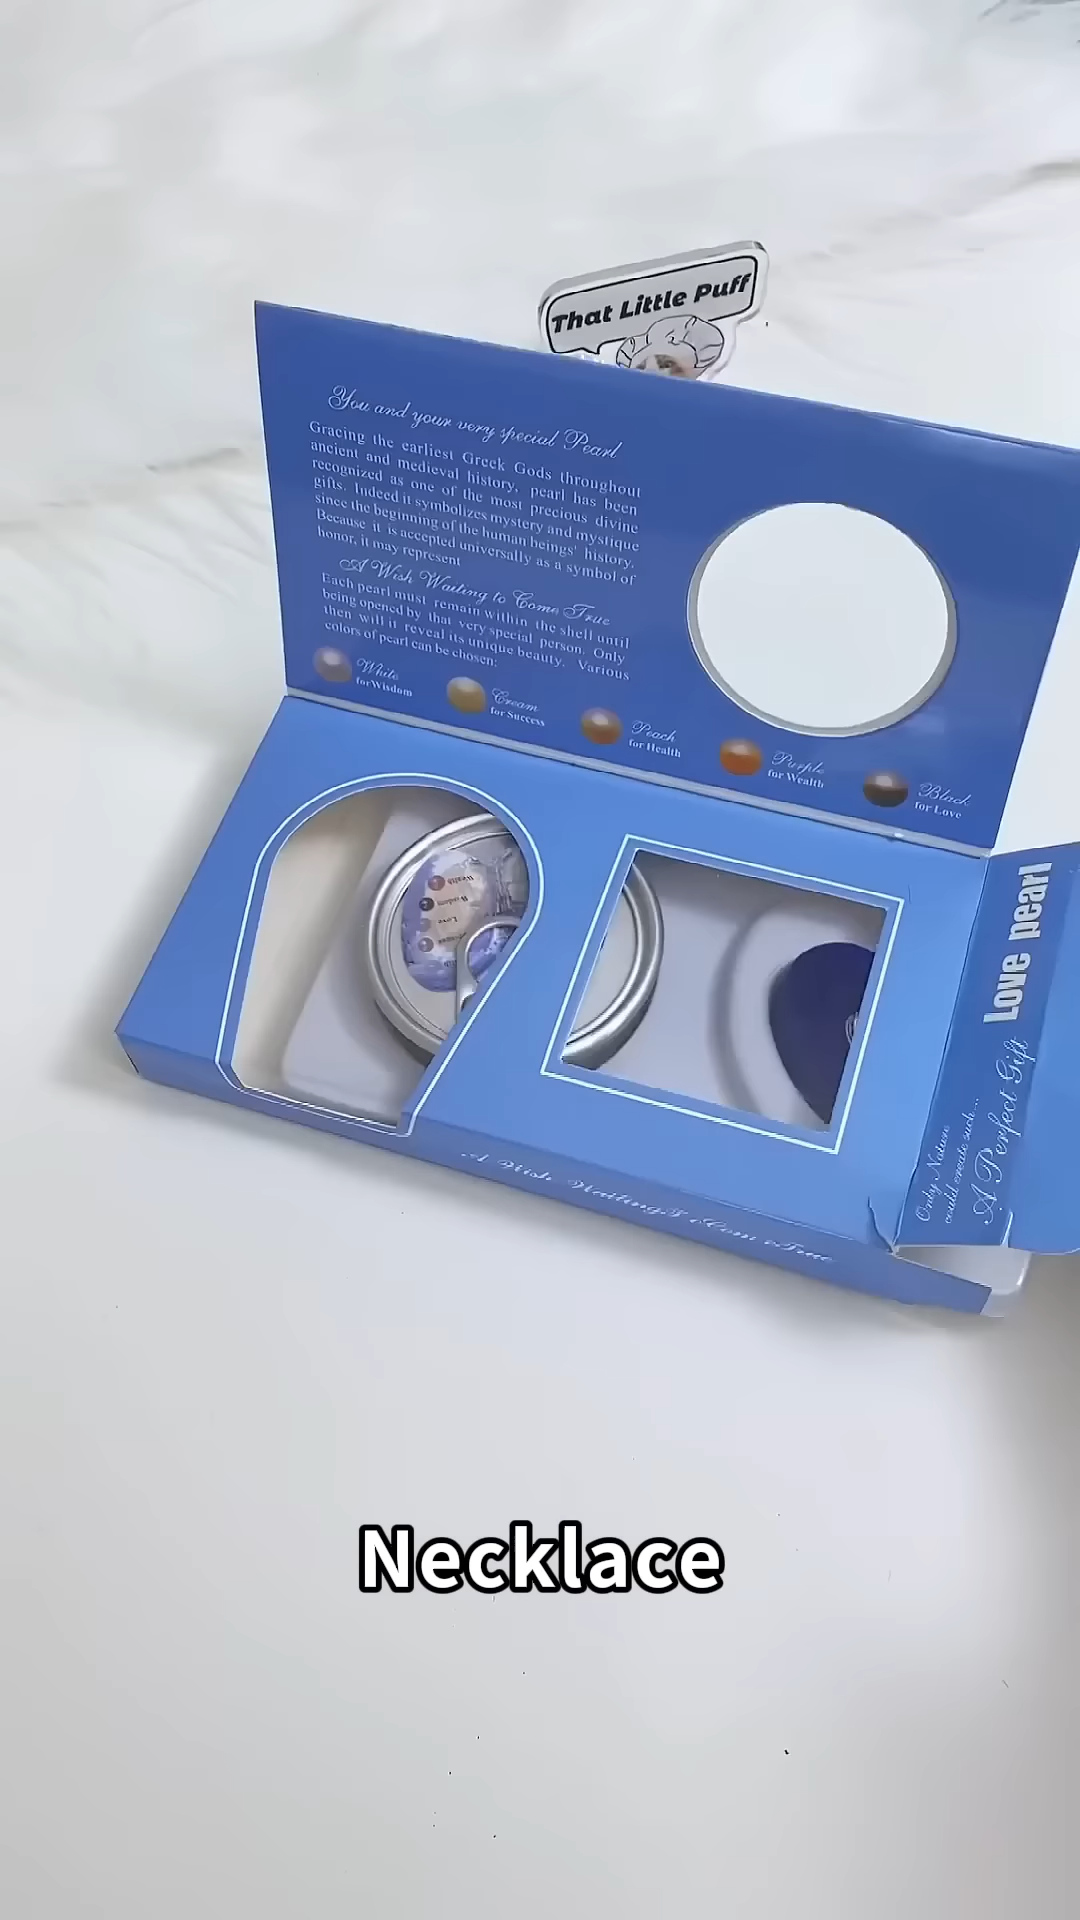 That Little Puff
You and your very special Pearl
Gracing the earliest Greek Gods throughout
ancient and medieval history, pearl has been
recognized as one of the most precious divine
gifts. Indeed it symbolizes mystery and mystique
since the beginning of the human beings' history.
Because it is accepted universally as a symbol of
honor, it may represent
A Wish Waiting to Come True
Each pearl must remain within the shell until
being opened by that very special person. Only
then will it reveal its unique beauty. Various
colors of pearl can be chosen:
White
for Wisdom
Cream
for Success
Peach
for Health
Purple
for Wealth
Black
for Love
Wealth
Wisdom
Love
Love pearl
Only Nature
could create such...
A Perfect Gift
A Wish Waiting
Necklace